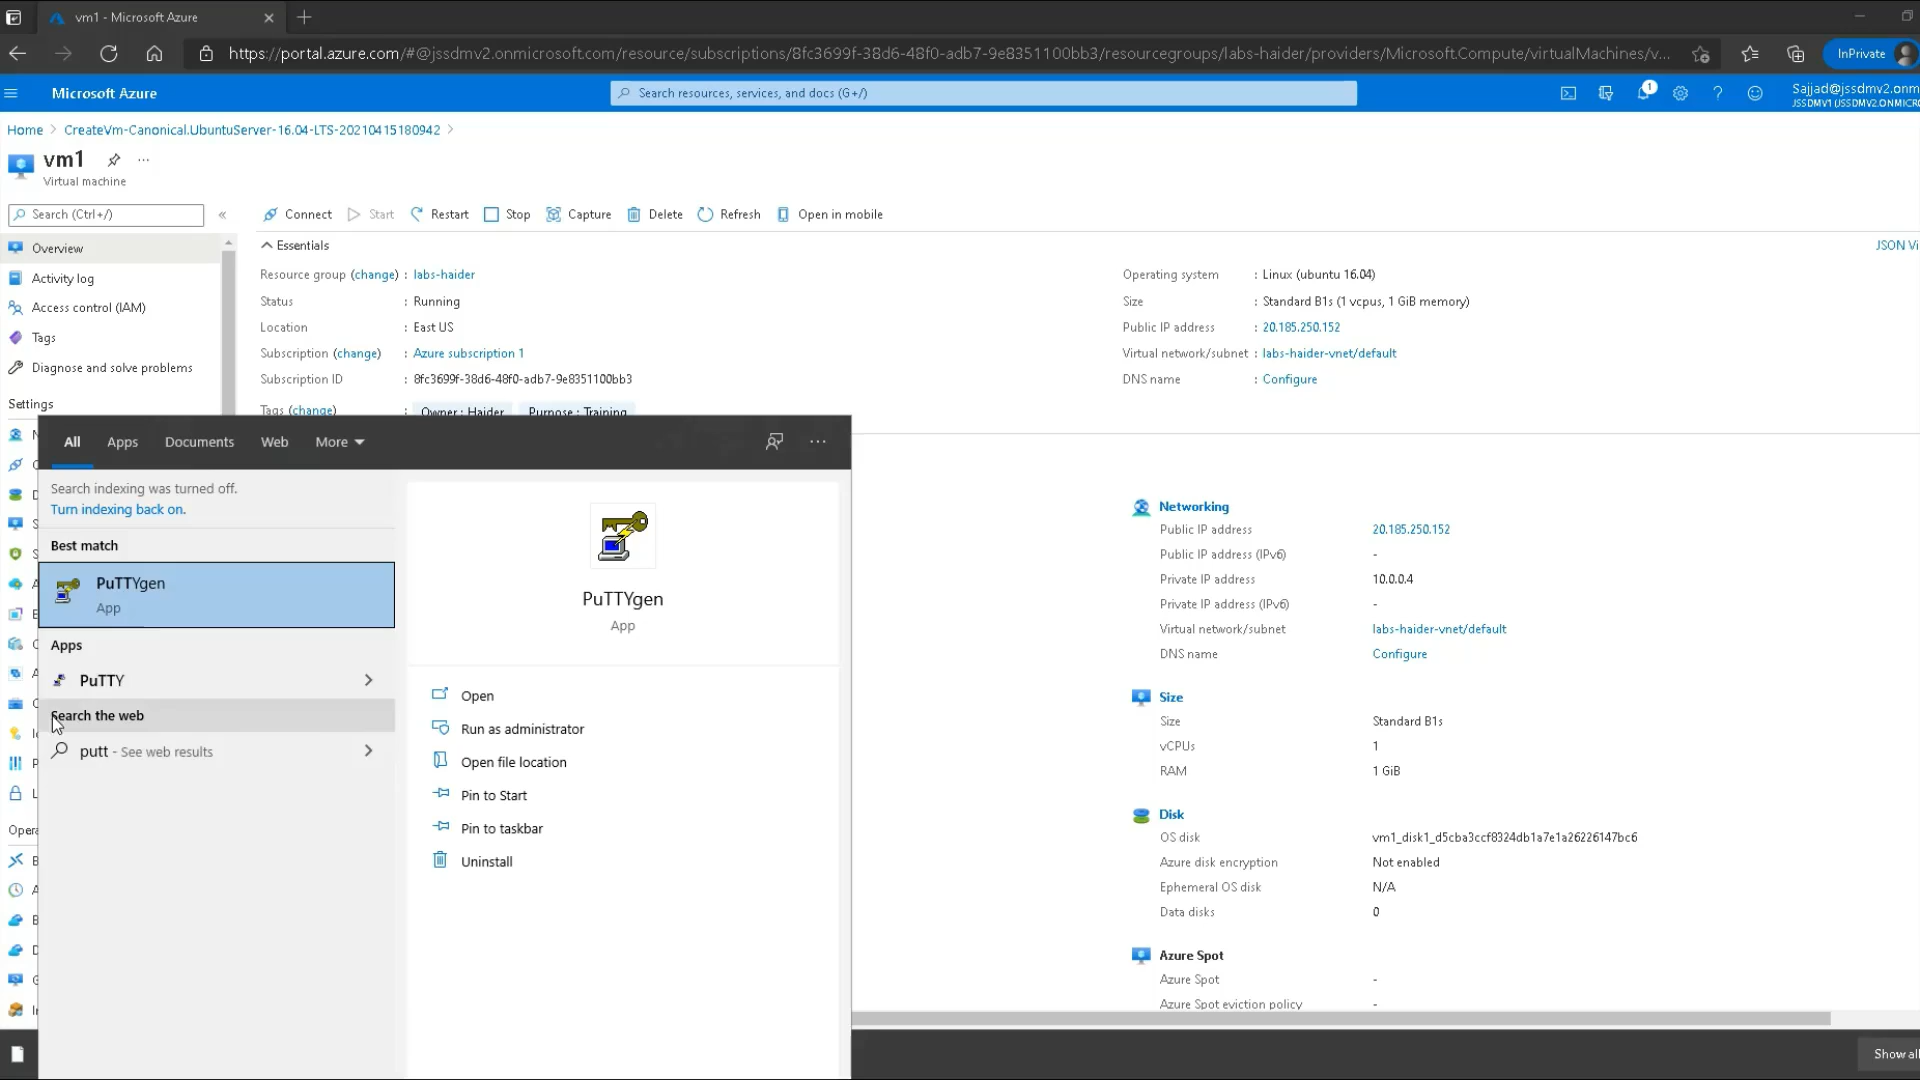 vm1 - Microsoft Azure
https://portal.azure.com/#@jssdmv2.onmicrosoft.com/resource/subscriptions/8fc3699f-38d6-48f0-adb7-9e8351100bb3/resourcegroups/labs-haider/providers/Microsoft.Compute/virtualMachines/v...
InPrivate
Microsoft Azure
Search resources, services, and docs (G+/)
1
Sajjad@jssdmv2.onm
JSSDMV1 (JSSDMV2.ONMICRO
Home > CreateVm-Canonical.UbuntuServer-16.04-LTS-20210415180942 >
vm1
Virtual machine
Search (Ctrl+/)
Connect Start Restart Stop Capture Delete Refresh Open in mobile
Overview
Activity log
Access control (IAM)
Tags
Diagnose and solve problems
Settings
Essentials
JSON Vi
Resource group (change) : labs-haider
Status : Running
Location : East US
Subscription (change) : Azure subscription 1
Subscription ID : 8fc3699f-38d6-48f0-adb7-9e8351100bb3
Tags (change) : Owner : Haider Purpose : Training
Operating system : Linux (ubuntu 16.04)
Size : Standard B1s (1 vcpus, 1 GiB memory)
Public IP address : 20.185.250.152
Virtual network/subnet : labs-haider-vnet/default
DNS name : Configure
All Apps Documents Web More
Search indexing was turned off.
Turn indexing back on.
Best match
PuTTYgen
App
Apps
PuTTY
Search the web
putt - See web results
PuTTYgen
App
Open
Run as administrator
Open file location
Pin to Start
Pin to taskbar
Uninstall
Networking
Public IP address 20.185.250.152
Public IP address (IPv6) -
Private IP address 10.0.0.4
Private IP address (IPv6) -
Virtual network/subnet labs-haider-vnet/default
DNS name Configure
Size
Size Standard B1s
vCPUs 1
RAM 1 GiB
Disk
OS disk vm1_disk1_d5cba3ccf8324db1a7e1a26226147bc6
Azure disk encryption Not enabled
Ephemeral OS disk N/A
Data disks 0
Azure Spot
Azure Spot -
Azure Spot eviction policy -
Opera
Show all